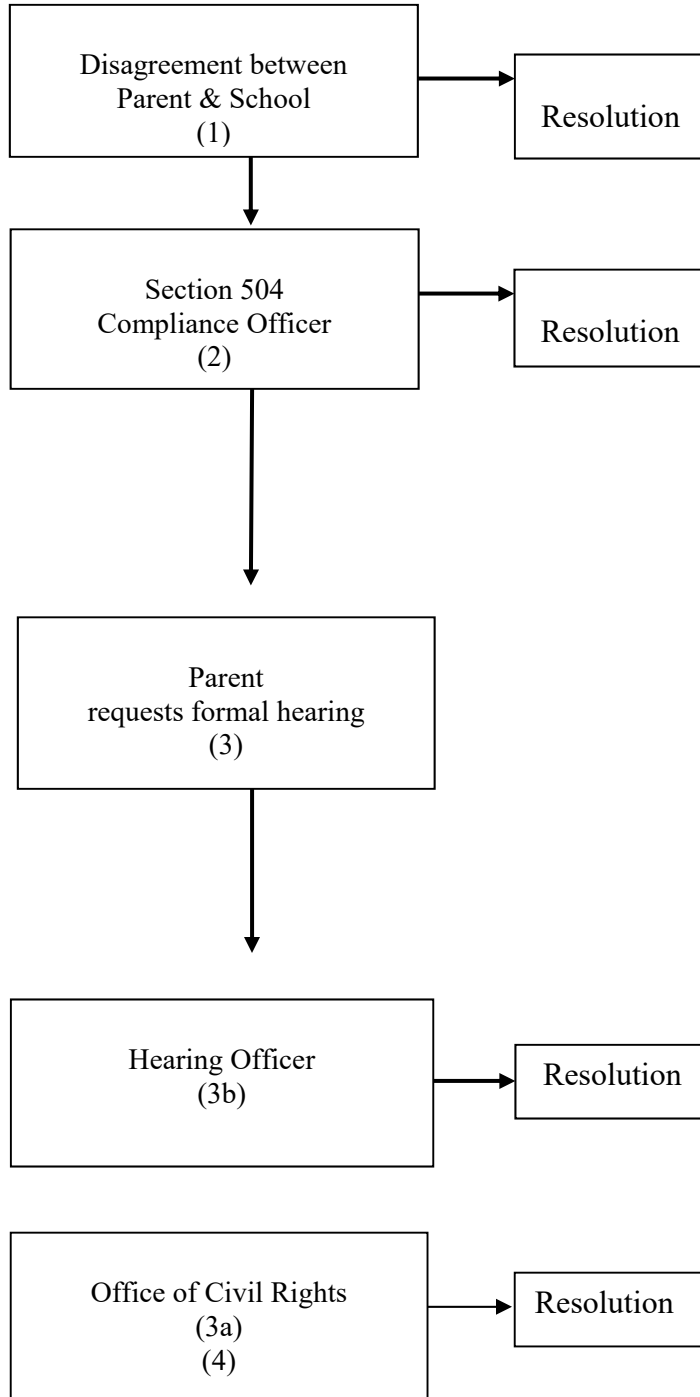 Disagreement between
Parent & School
(1)
Resolution
Section 504
Compliance Officer
(2)
Resolution
Parent
requests formal hearing
(3)
Hearing Officer
(3b)
Resolution
Office of Civil Rights
(3a)
(4)
Resolution